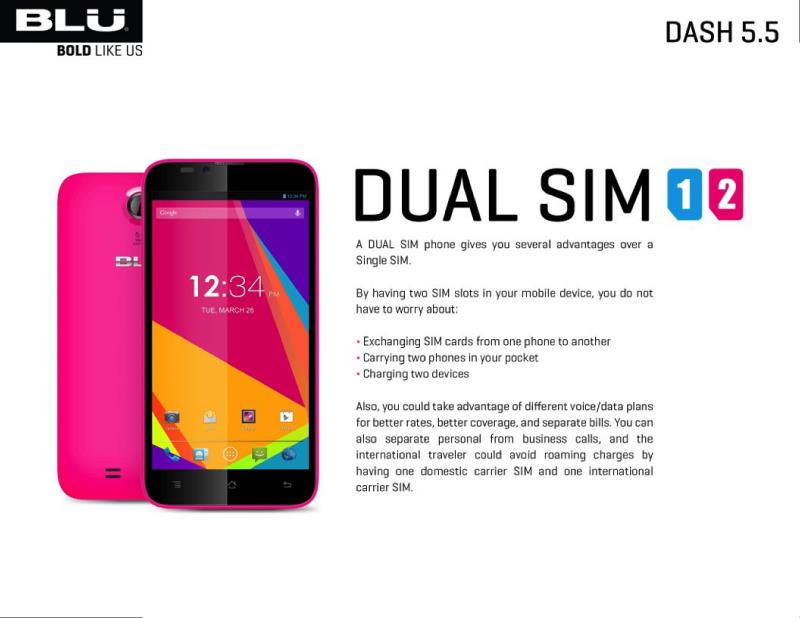 BLU
BOLD LIKE US
DASH 5.5
DUAL SIM 1 2
A DUAL SIM phone gives you several advantages over a
Single SIM.
By having two SIM slots in your mobile device, you do not
have to worry about:
• Exchanging SIM cards from one phone to another
• Carrying two phones in your pocket
• Charging two devices
Also, you could take advantage of different voice/data plans
for better rates, better coverage, and separate bills. You can
also separate personal from business calls, and the
international traveler could avoid roaming charges by
having one domestic carrier SIM and one international
carrier SIM.
12:34 PM
Google
12:34 PM
TUE, MARCH 26
BL